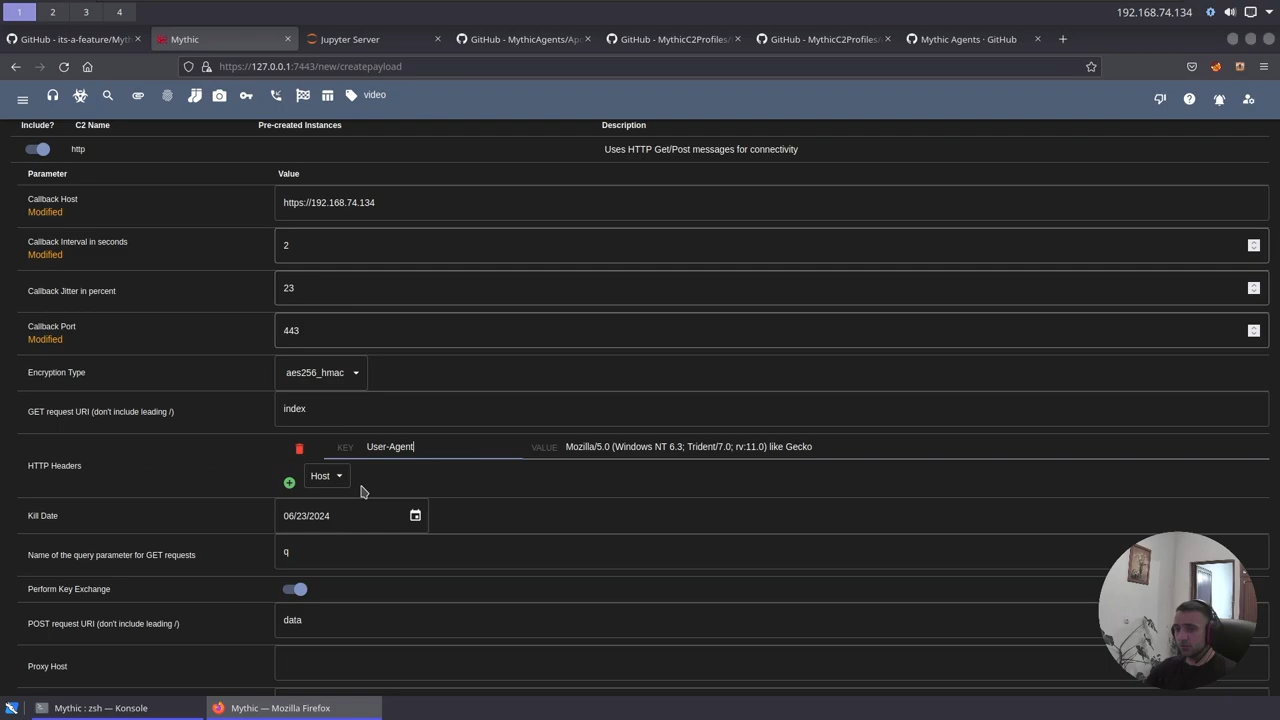 1 2 3 4 192.168.74.134
GitHub - its-a-feature/Myth Mythic Jupyter Server GitHub - MythicAgents/Apo GitHub - MythicC2Profiles/ GitHub - MythicC2Profiles/ Mythic Agents · GitHub
https://127.0.0.1:7443/new/createpayload
video
Include? C2 Name Pre-created Instances Description
http Uses HTTP Get/Post messages for connectivity
Parameter Value
Callback Host https://192.168.74.134
Modified
Callback Interval in seconds 2
Modified
Callback Jitter in percent 23
Callback Port 443
Modified
Encryption Type aes256_hmac
GET request URI (don't include leading /) index
HTTP Headers KEY User-Agent VALUE Mozilla/5.0 (Windows NT 6.3; Trident/7.0; rv:11.0) like Gecko
Host
Kill Date 06/23/2024
Name of the query parameter for GET requests q
Perform Key Exchange
POST request URI (don't include leading /) data
Proxy Host
Mythic : zsh — Konsole Mythic — Mozilla Firefox